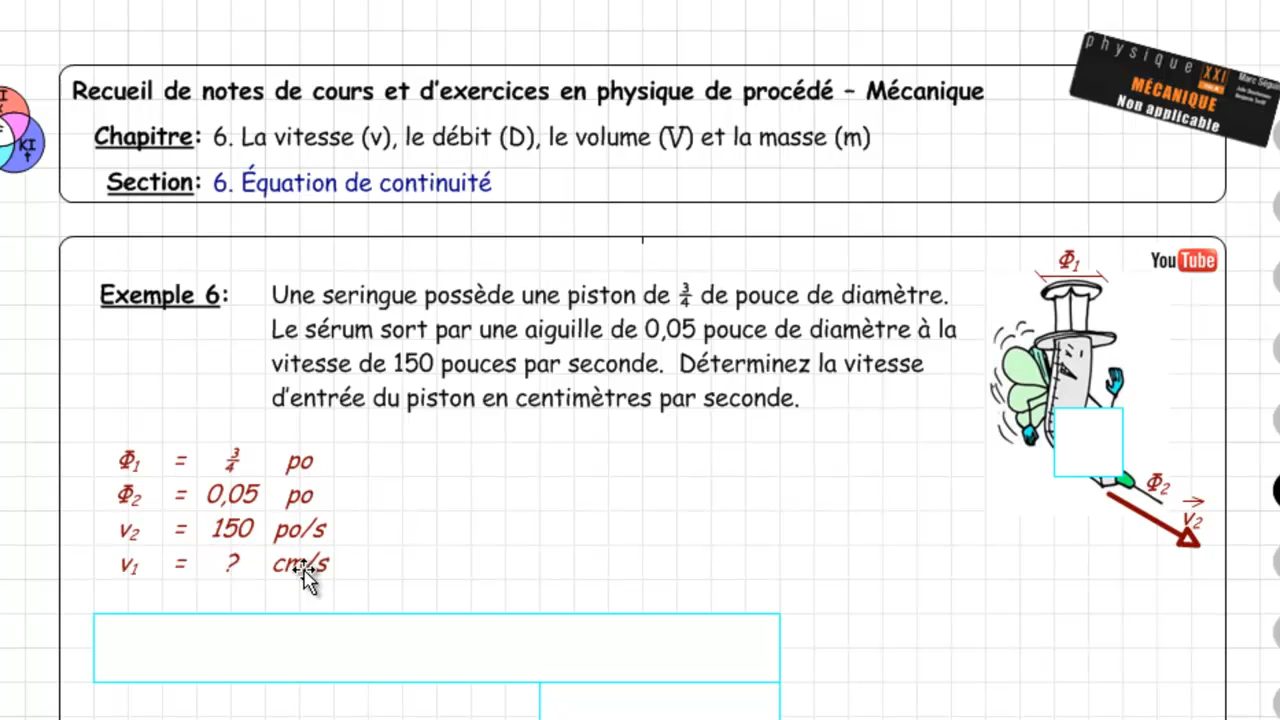 Recueil de notes de cours et d'exercices en physique de procédé - Mécanique
Chapitre: 6. La vitesse (v), le débit (D), le volume (V) et la masse (m)
Section: 6. Équation de continuité
physique XXI
MÉCANIQUE
Non applicable
KI
Exemple 6: Une seringue possède une piston de ¾ de pouce de diamètre.
Le sérum sort par une aiguille de 0,05 pouce de diamètre à la
vitesse de 150 pouces par seconde. Déterminez la vitesse
d'entrée du piston en centimètres par seconde.
YouTube
Φ1
Φ1 = ¾ po
Φ2 = 0,05 po
v2 = 150 po/s
v1 = ? cm/s
Φ2
v2